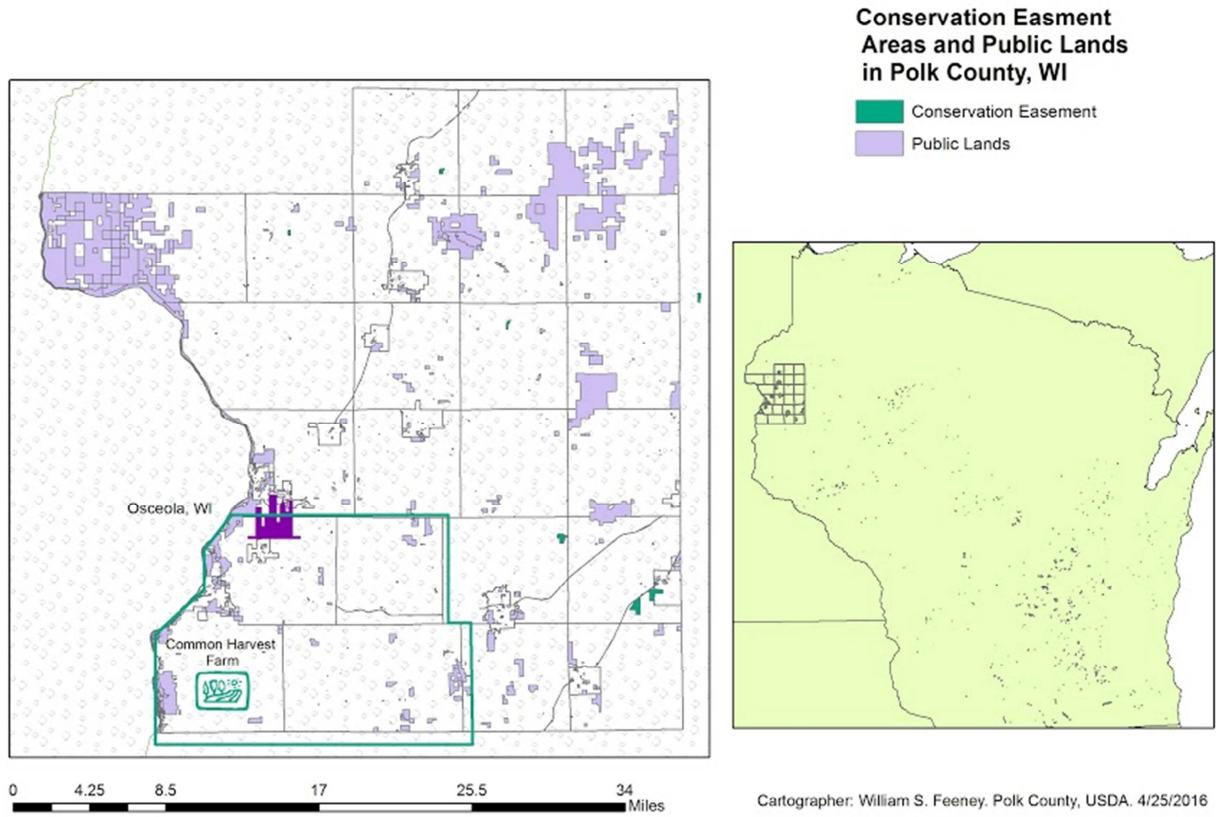 Conservation Easment
Areas and Public Lands
in Polk County, WI
Conservation Easement
Public Lands
Osceola, WI
Common Harvest
Farm
0 4.25 8.5 17 25.5 34
Miles
Cartographer: William S. Feeney. Polk County, USDA. 4/25/2016